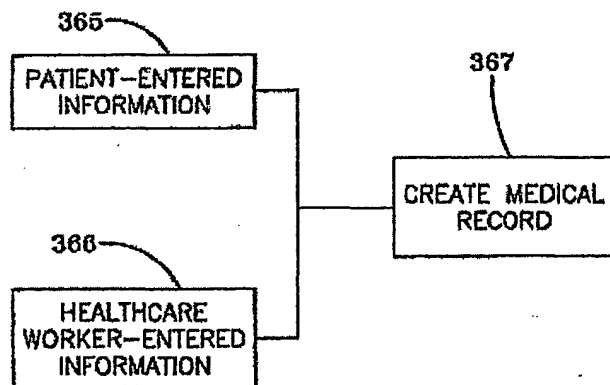 365
PATIENT-ENTERED
INFORMATION
367
CREATE MEDICAL
RECORD
366
HEALTHCARE
WORKER-ENTERED
INFORMATION